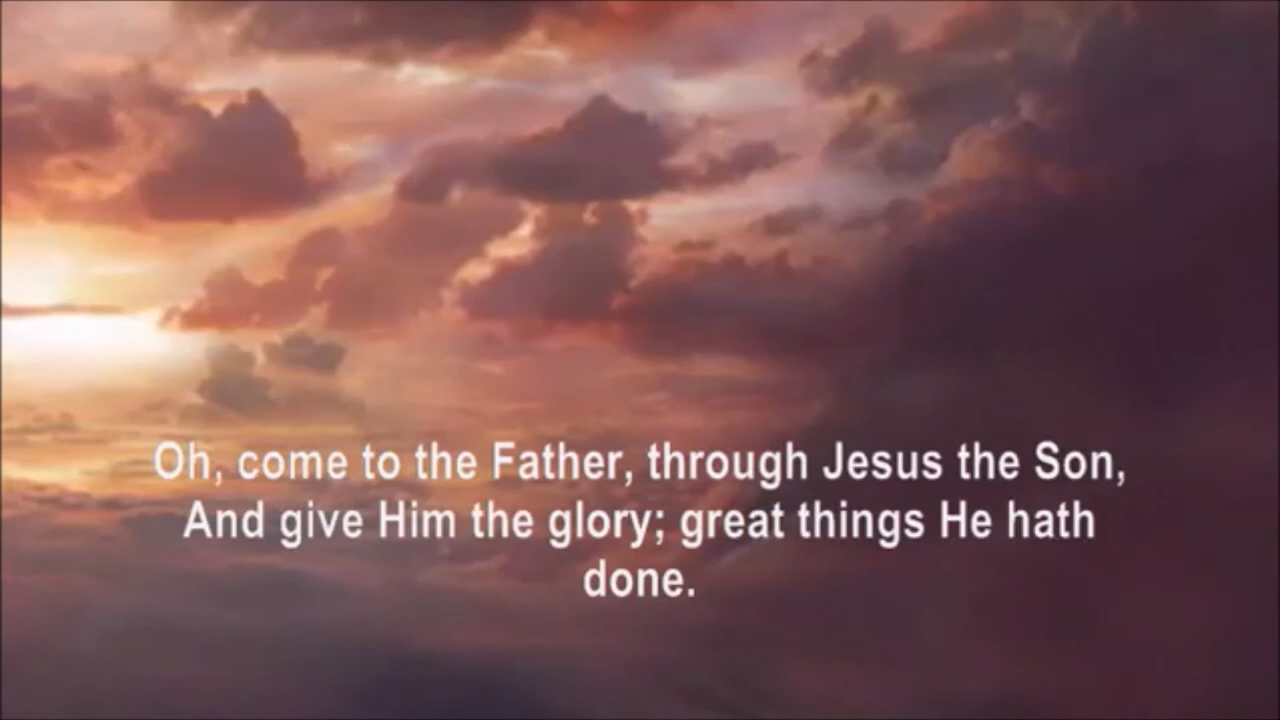 Oh, come to the Father, through Jesus the Son,
And give Him the glory; great things He hath
done.